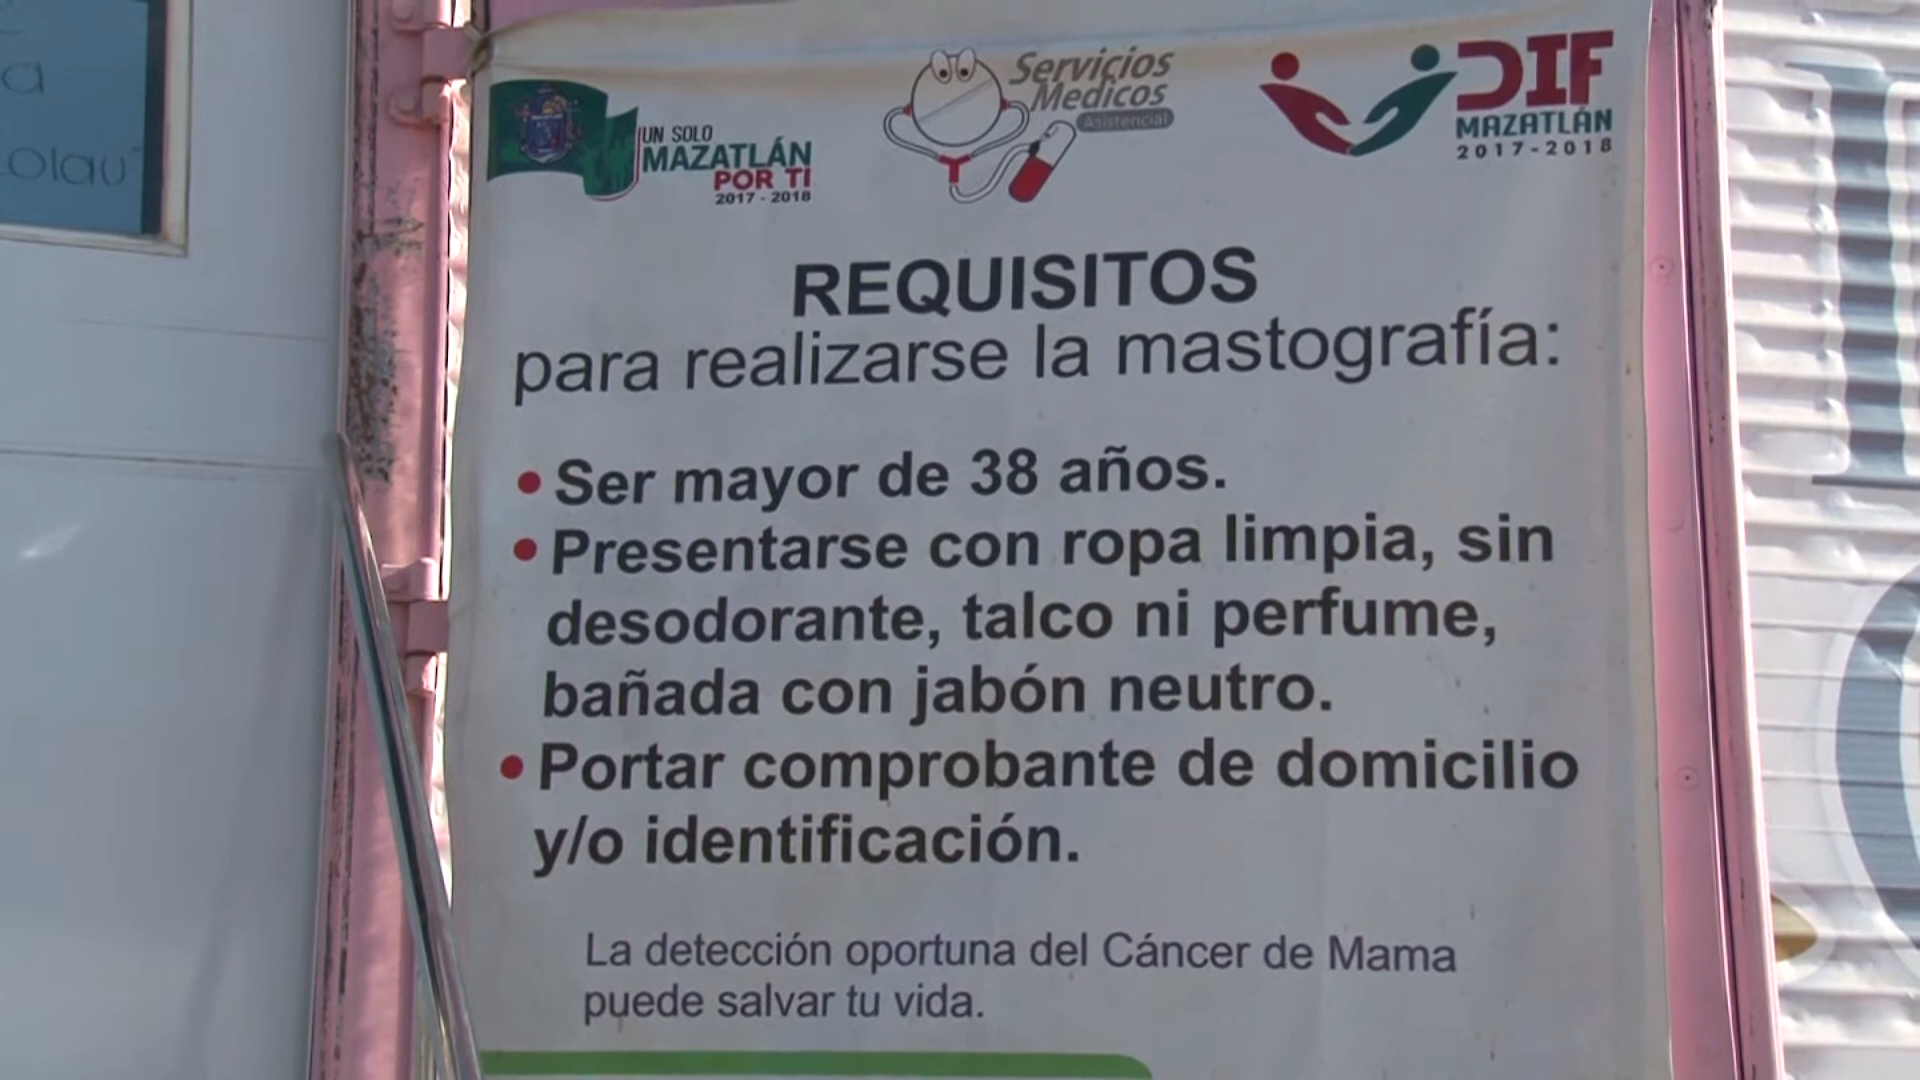 a
olau"
UN SOLO
MAZATLÁN
POR TI
2017 - 2018
Servicios
Medicos
Asistencial
DIF
MAZATLÁN
2017-2018
REQUISITOS
para realizarse la mastografía:
• Ser mayor de 38 años.
• Presentarse con ropa limpia, sin
desodorante, talco ni perfume,
bañada con jabón neutro.
• Portar comprobante de domicilio
y/o identificación.
La detección oportuna del Cáncer de Mama
puede salvar tu vida.